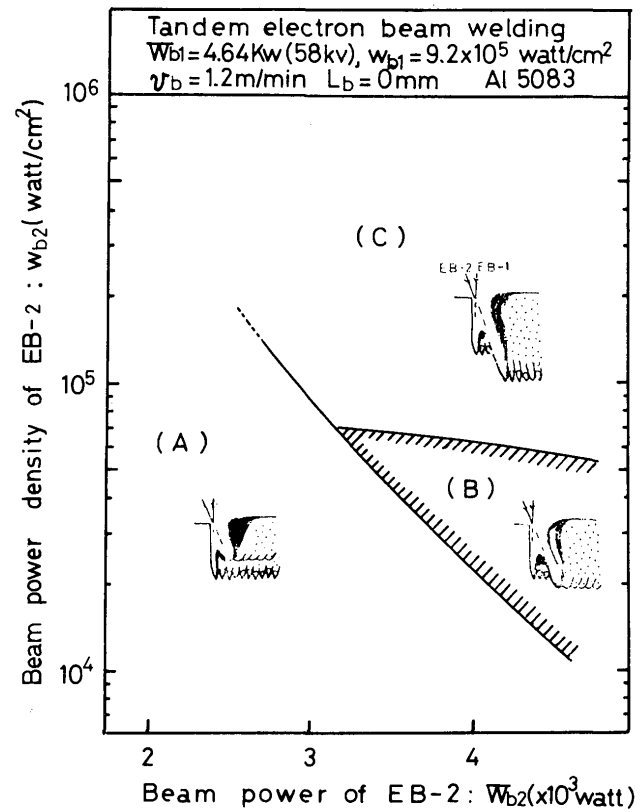 Tandem electron beam welding
W̅b1=4.64Kw (58kv), wb1=9.2x10⁵ watt/cm²
υb=1.2m/min Lb=0mm Al 5083
Beam power density of EB-2 : wb2(watt/cm²)
10⁶
10⁵
10⁴
(C)
EB-2 EB-1
(A)
(B)
2
3
4
Beam power of EB-2: W̅b2(x10³watt)